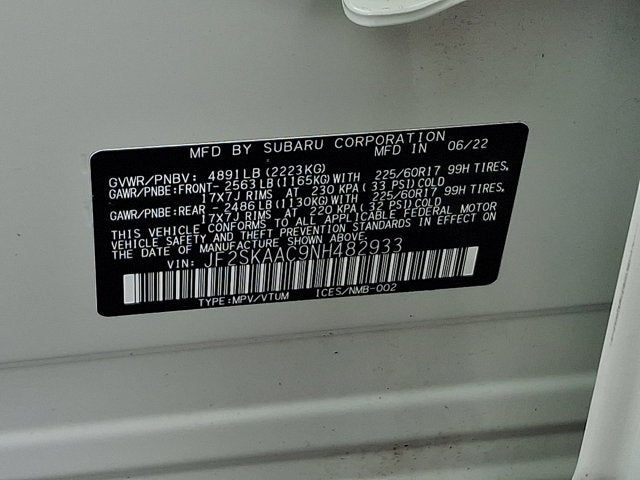 MFD BY SUBARU CORPORATION
MFD IN 06/22
GVWR/PNBV: 4891LB (2223KG)
GAWR/PNBE:FRONT- 2563LB (1165KG) WITH 225/60R17 99H TIRES.
17X7J RIMS AT 230 KPA (33 PSI) COLD
GAWR/PNBE:REAR - 2486LB (1130KG) WITH 225/60R17 99H TIRES.
17X7J RIMS AT 220 KPA (32 PSI) COLD
THIS VEHICLE CONFORMS TO ALL APPLICABLE FEDERAL MOTOR
VEHICLE SAFETY AND THEFT PREVENTION STANDARDS IN EFFECT ON
THE DATE OF MANUFACTURE SHOWN ABOVE.
VIN: JF2SKAAC9NH482933
TYPE:MPV/VTUM ICES/NMB-002